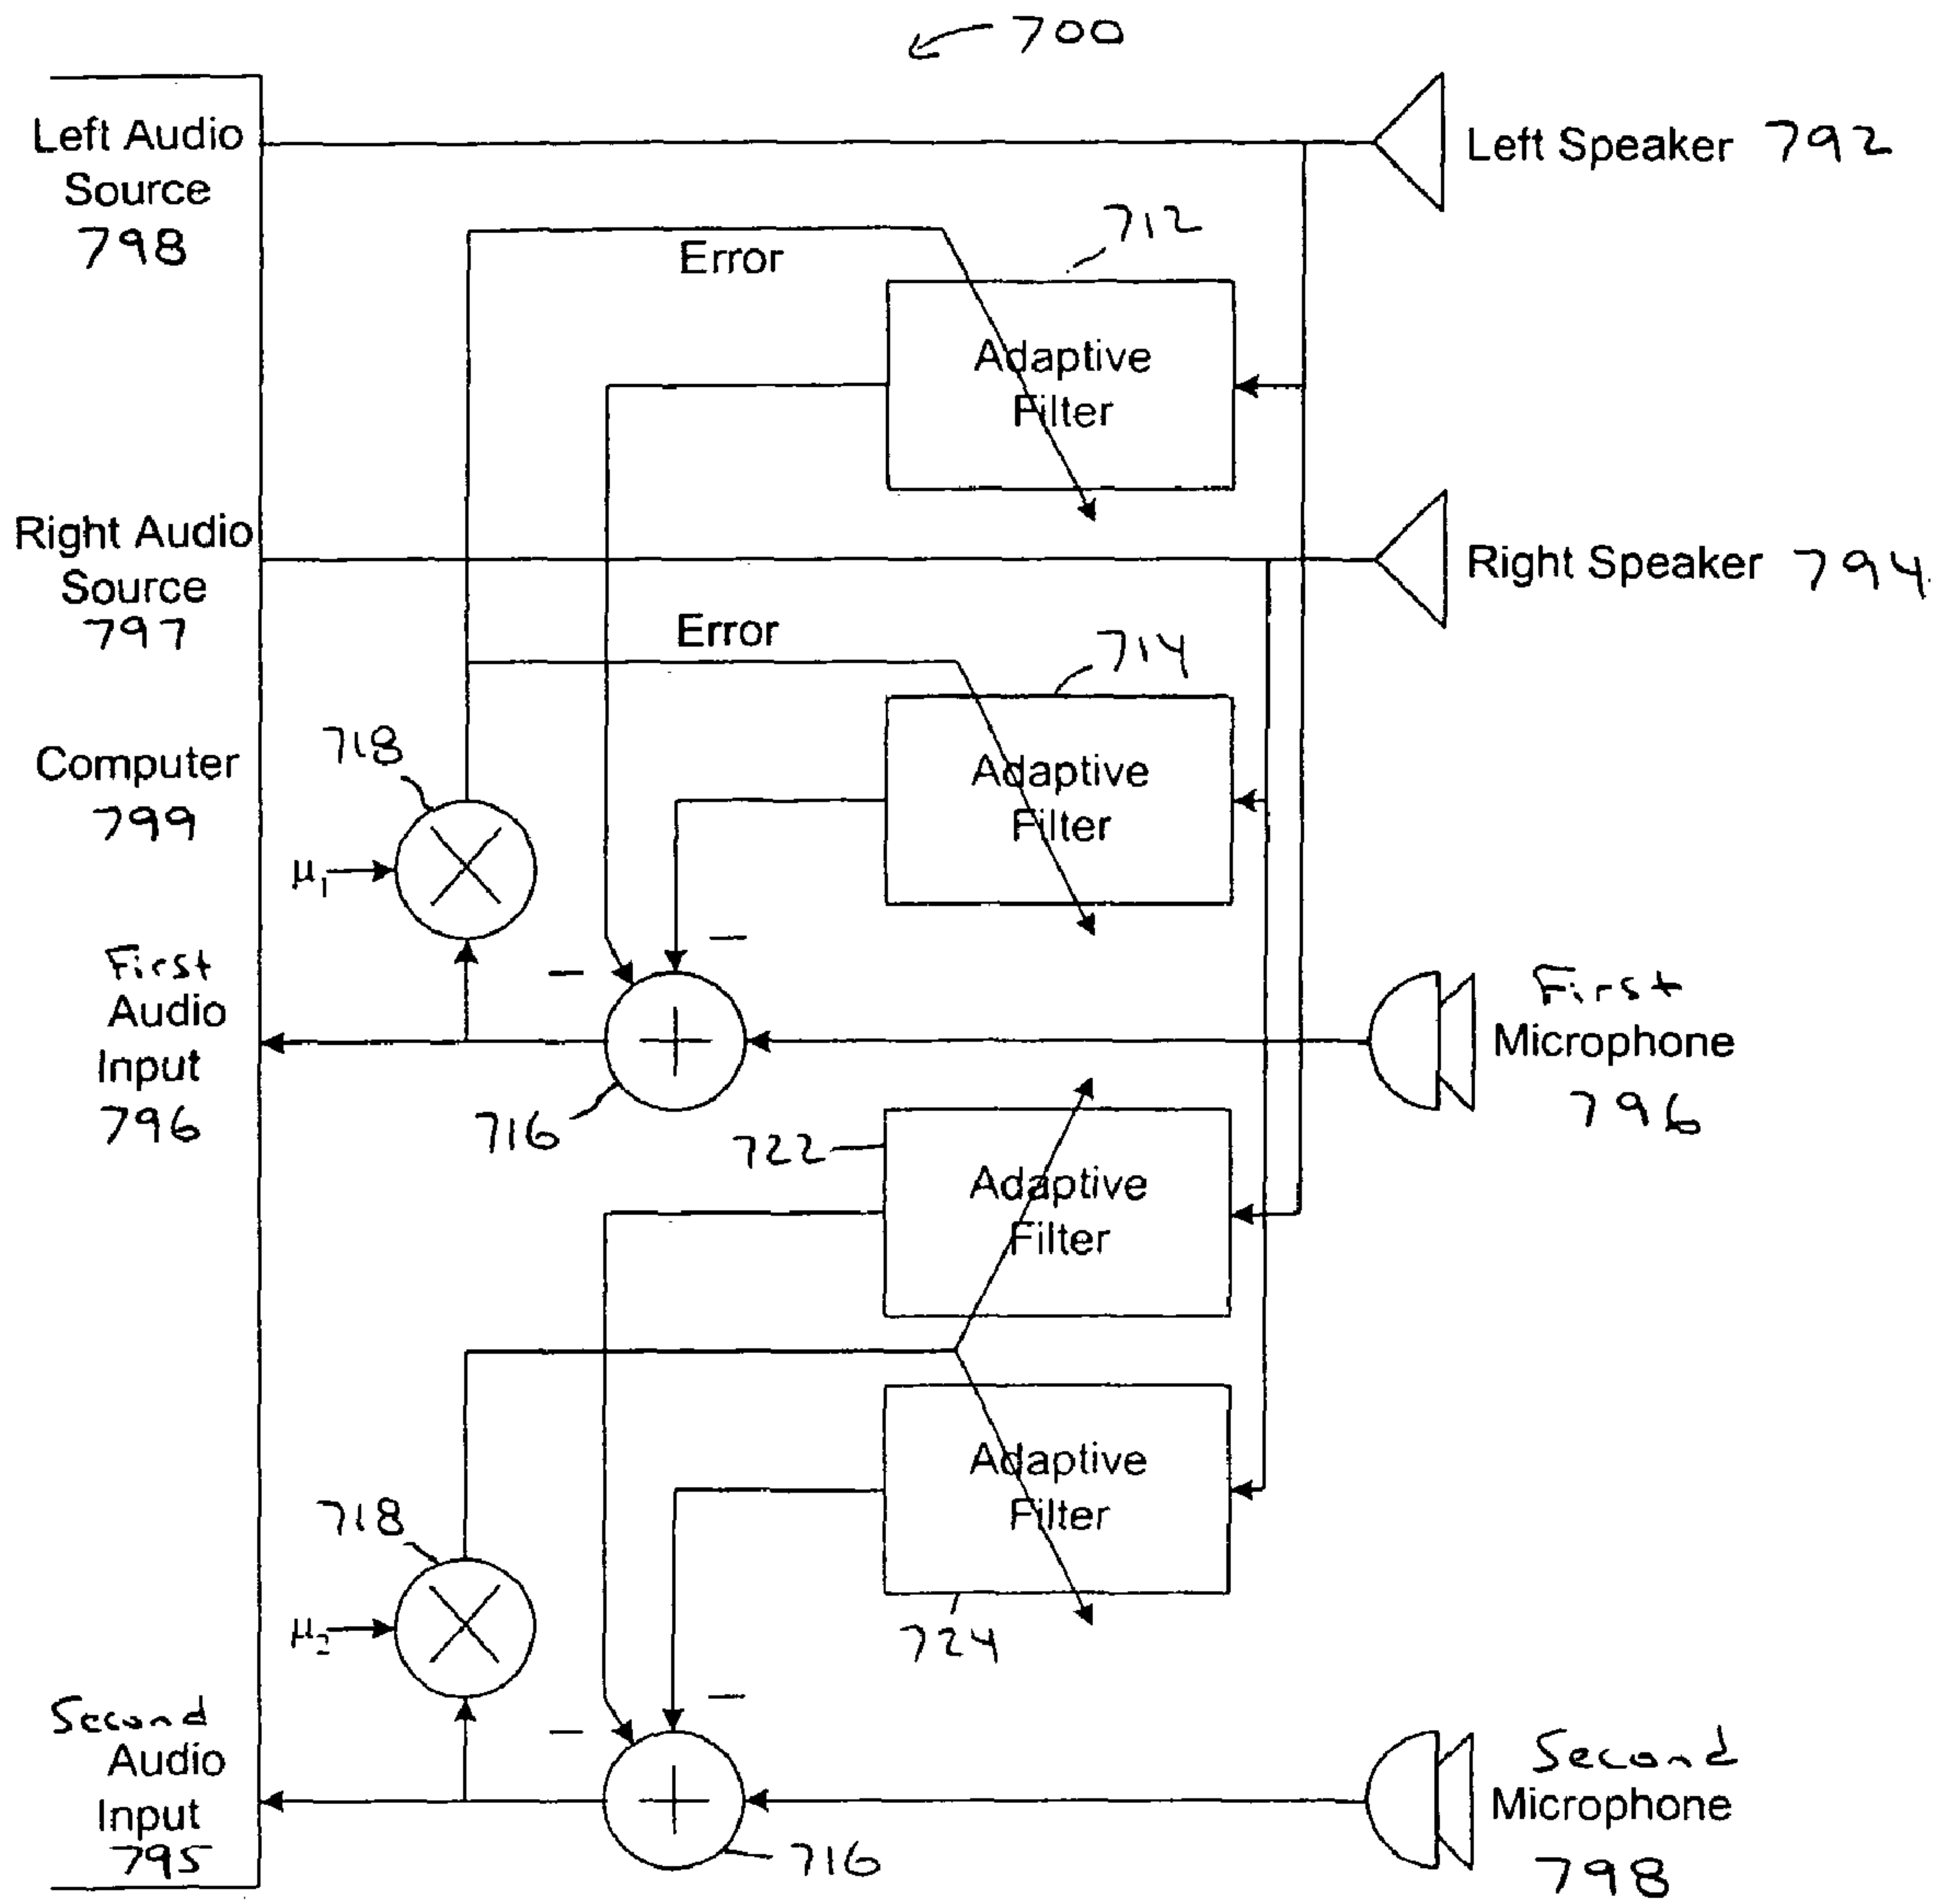 700
Left Audio
Source
798
Left Speaker 792
Error
712
Adaptive
Filter
Right Audio
Source
797
Right Speaker 794
Error
714
Adaptive
Filter
Computer
799
718
μ1
First
Audio
Input
796
–
–
716
First
Microphone
796
722
Adaptive
Filter
Adaptive
Filter
724
718
μ2
Second
Audio
Input
795
–
–
716
Second
Microphone
798